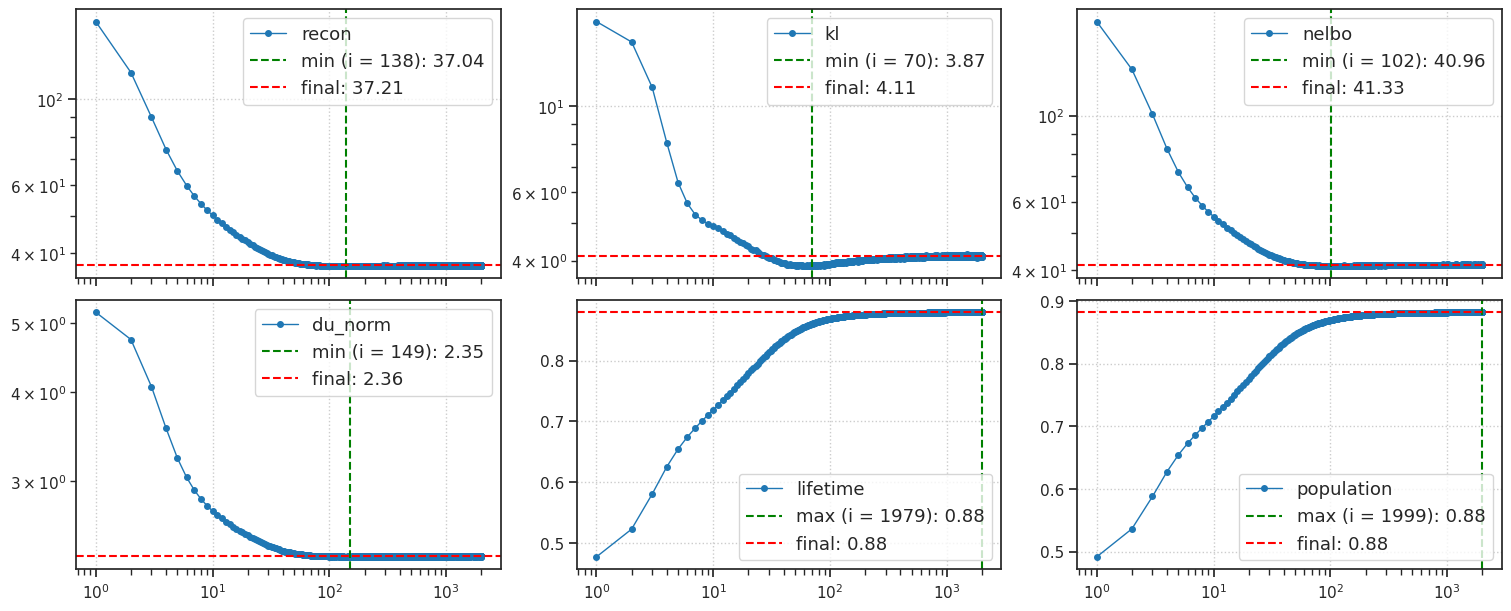 recon
min (i = 138): 37.04
final: 37.21
10²
6 × 10¹
4 × 10¹
kl
min (i = 70): 3.87
final: 4.11
10¹
6 × 10⁰
4 × 10⁰
nelbo
min (i = 102): 40.96
final: 41.33
10²
6 × 10¹
4 × 10¹
du_norm
min (i = 149): 2.35
final: 2.36
5 × 10⁰
4 × 10⁰
3 × 10⁰
10⁰ 10¹ 10² 10³
0.8
0.7
0.6
0.5
lifetime
max (i = 1979): 0.88
final: 0.88
10⁰ 10¹ 10² 10³
0.9
0.8
0.7
0.6
0.5
population
max (i = 1999): 0.88
final: 0.88
10⁰ 10¹ 10² 10³